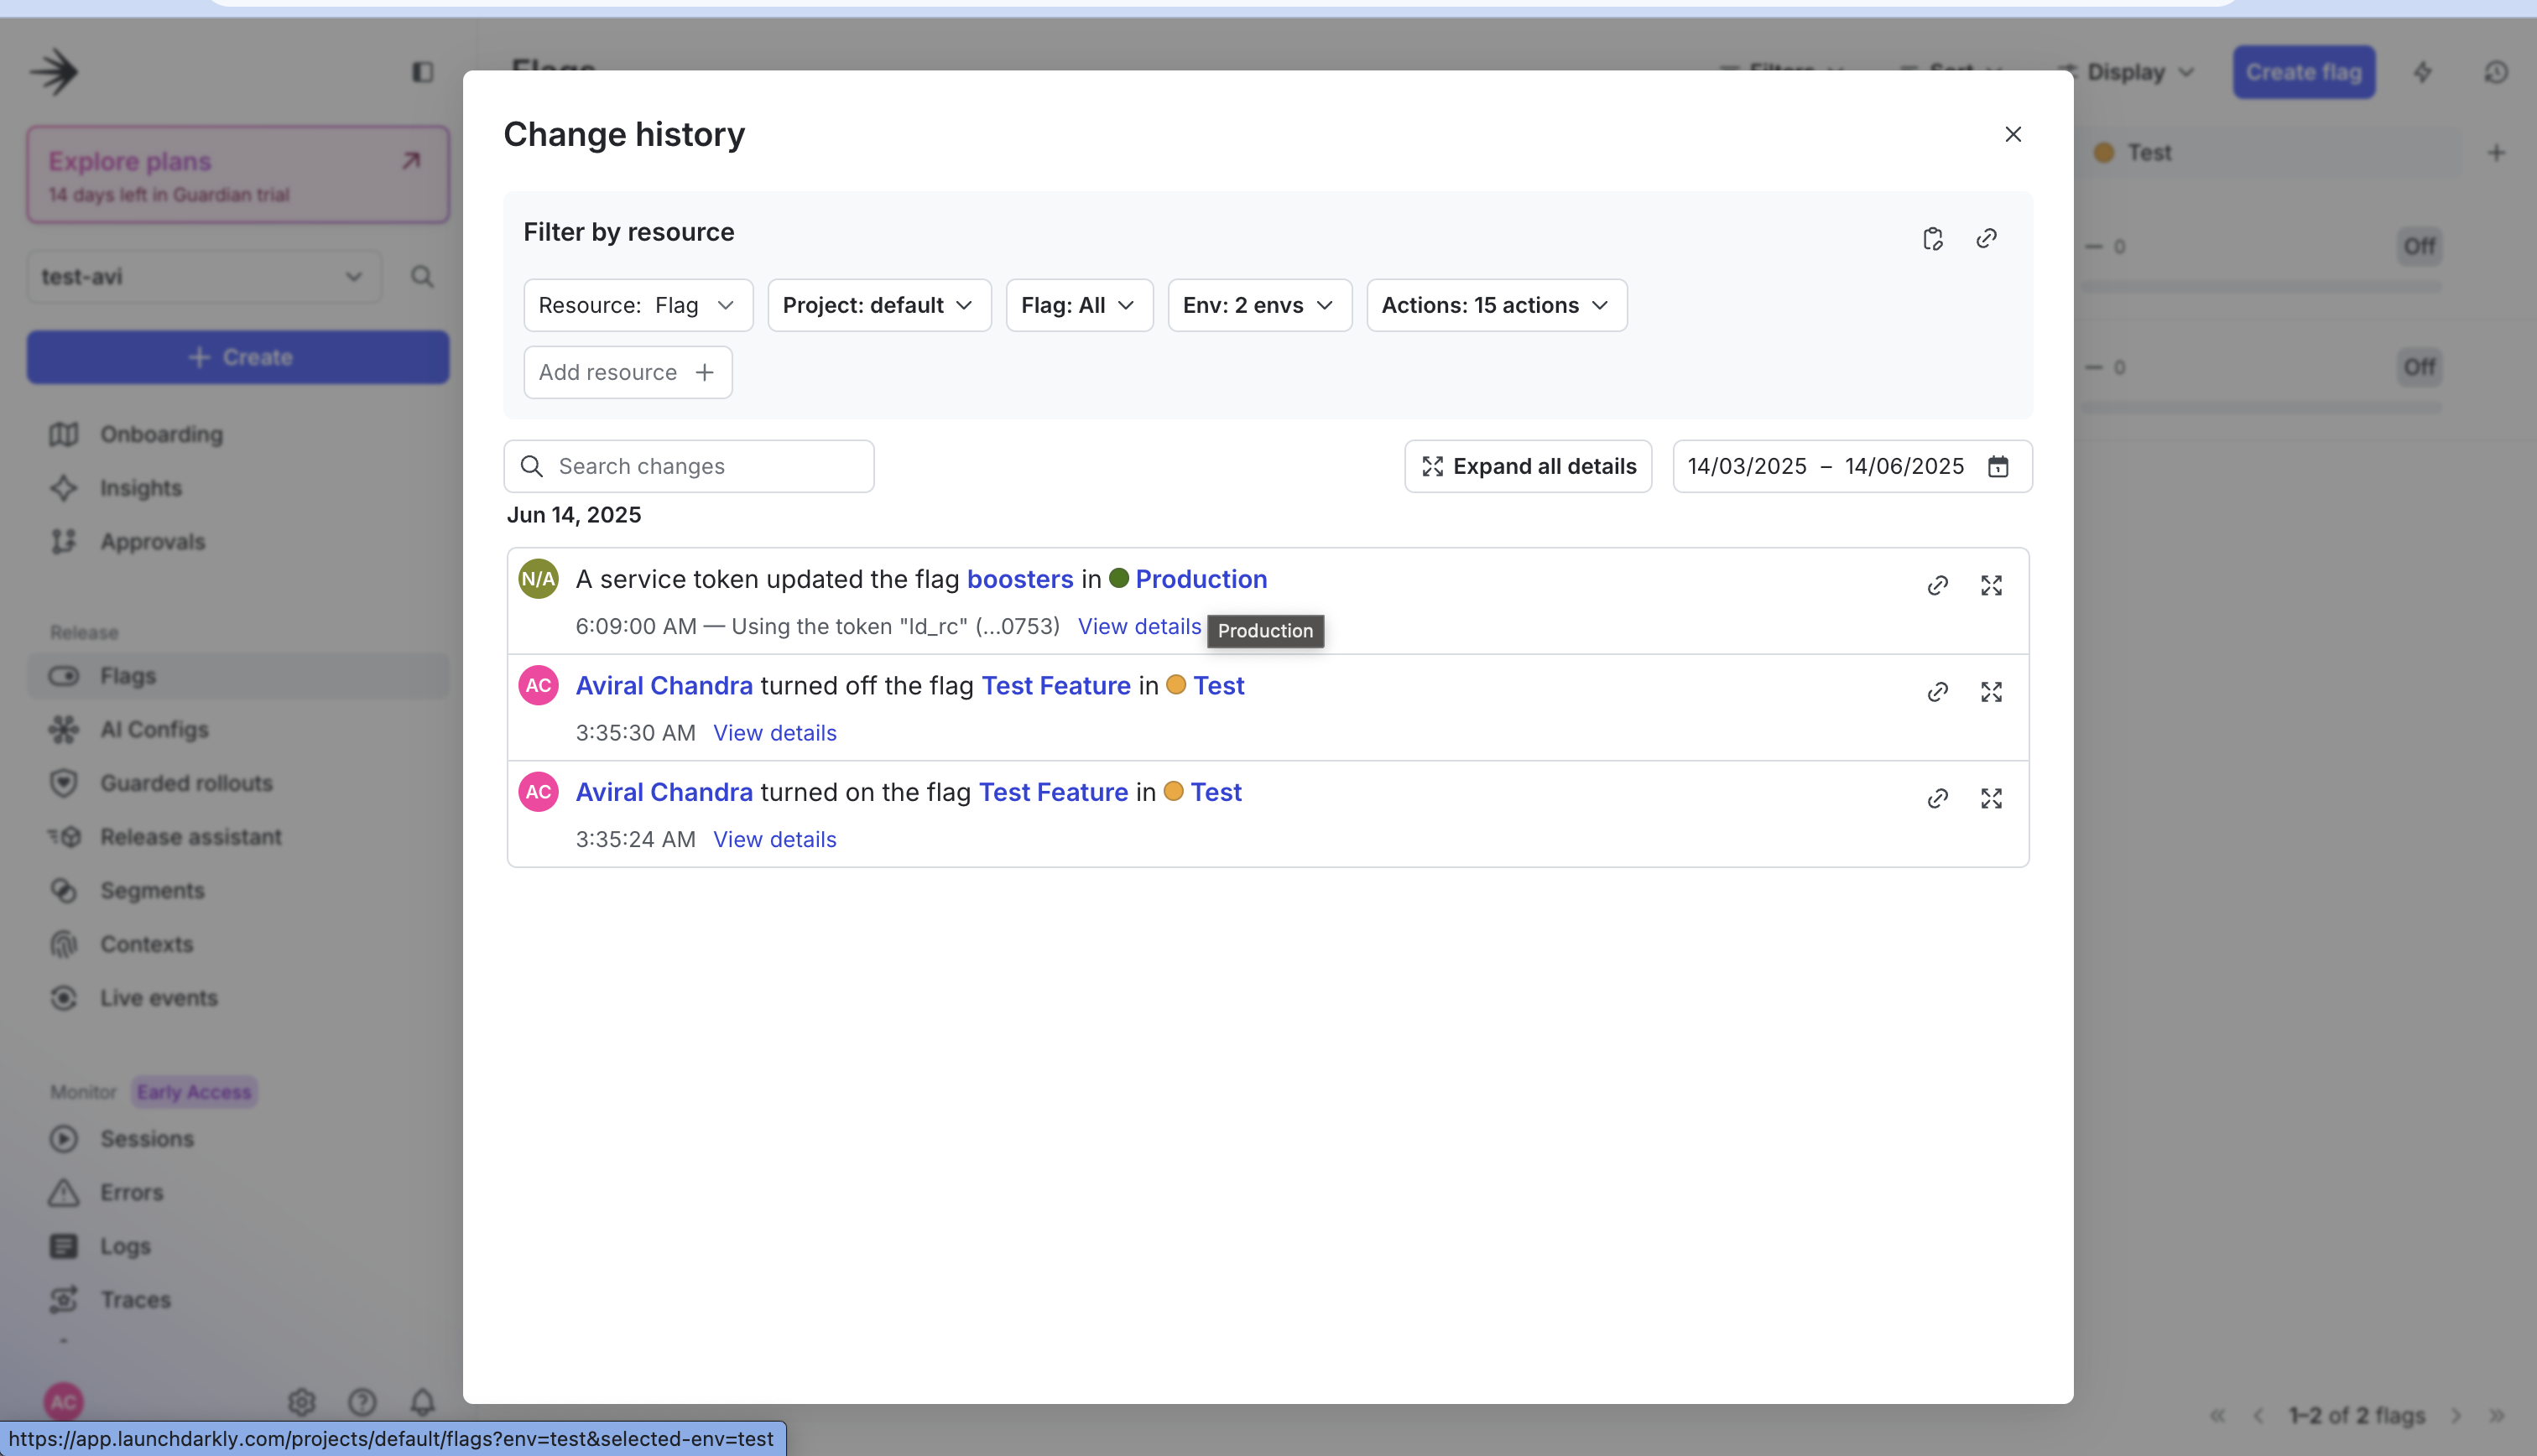 Flags
Filters
Sort
Display
Create flag
Explore plans
14 days left in Guardian trial
test-avi
Create
Onboarding
Insights
Approvals
Release
Flags
AI Configs
Guarded rollouts
Release assistant
Segments
Contexts
Live events
Monitor Early Access
Sessions
Errors
Logs
Traces
AC
Change history
Filter by resource
Resource: Flag
Project: default
Flag: All
Env: 2 envs
Actions: 15 actions
Add resource
Search changes
Expand all details
14/03/2025 – 14/06/2025
Jun 14, 2025
N/A
A service token updated the flag boosters in Production
6:09:00 AM — Using the token "ld_rc" (...0753) View details
Production
AC
Aviral Chandra turned off the flag Test Feature in Test
3:35:30 AM View details
AC
Aviral Chandra turned on the flag Test Feature in Test
3:35:24 AM View details
Test
0
Off
0
Off
1–2 of 2 flags
https://app.launchdarkly.com/projects/default/flags?env=test&selected-env=test